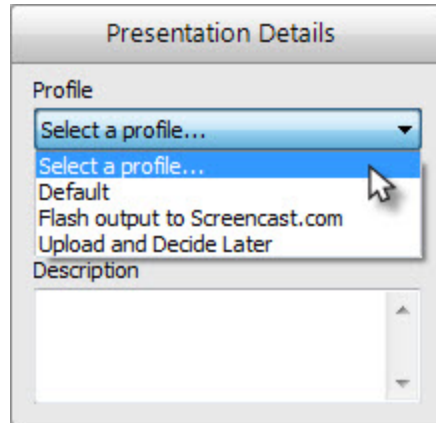 Presentation Details
Profile
Select a profile...
Select a profile...
Default
Flash output to Screencast.com
Upload and Decide Later
Description